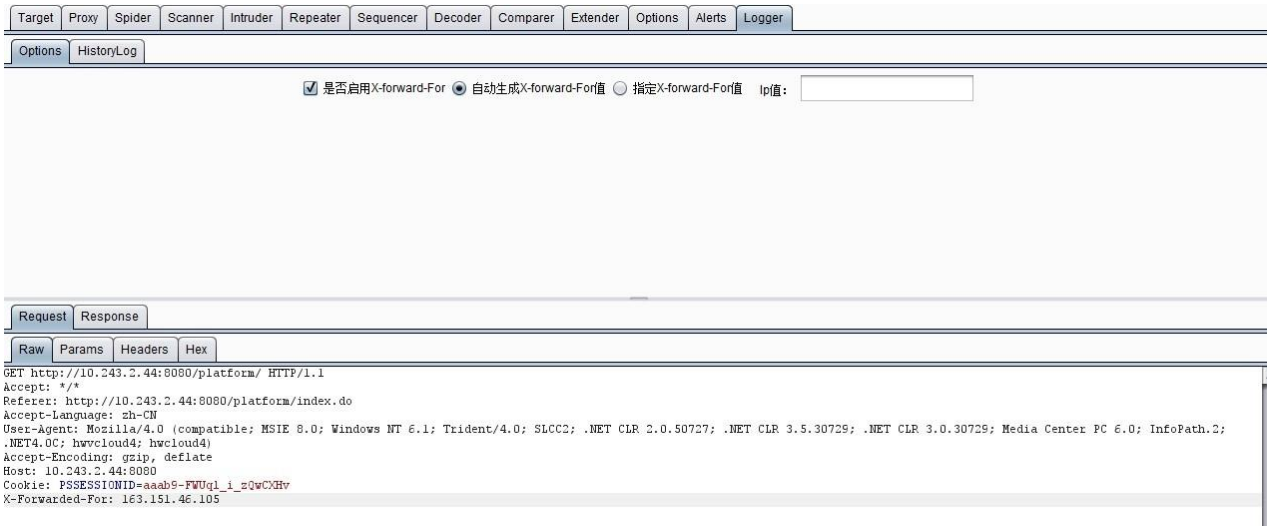 Target Proxy Spider Scanner Intruder Repeater Sequencer Decoder Comparer Extender Options Alerts Logger
Options HistoryLog
是否启用X-forward-For 自动生成X-forward-For值 指定X-forward-For值 Ip值：
Request Response
Raw Params Headers Hex
GET http://10.243.2.44:8080/platform/ HTTP/1.1
Accept: */*
Referer: http://10.243.2.44:8080/platform/index.do
Accept-Language: zh-CN
User-Agent: Mozilla/4.0 (compatible; MSIE 8.0; Windows NT 6.1; Trident/4.0; SLCC2; .NET CLR 2.0.50727; .NET CLR 3.5.30729; .NET CLR 3.0.30729; Media Center PC 6.0; InfoPath.2;
.NET4.0C; hwvcloud4; hwcloud4)
Accept-Encoding: gzip, deflate
Host: 10.243.2.44:8080
Cookie: PSSESSIONID=aaab9-FWUql_i_zQwCXHv
X-Forwarded-For: 163.151.46.105